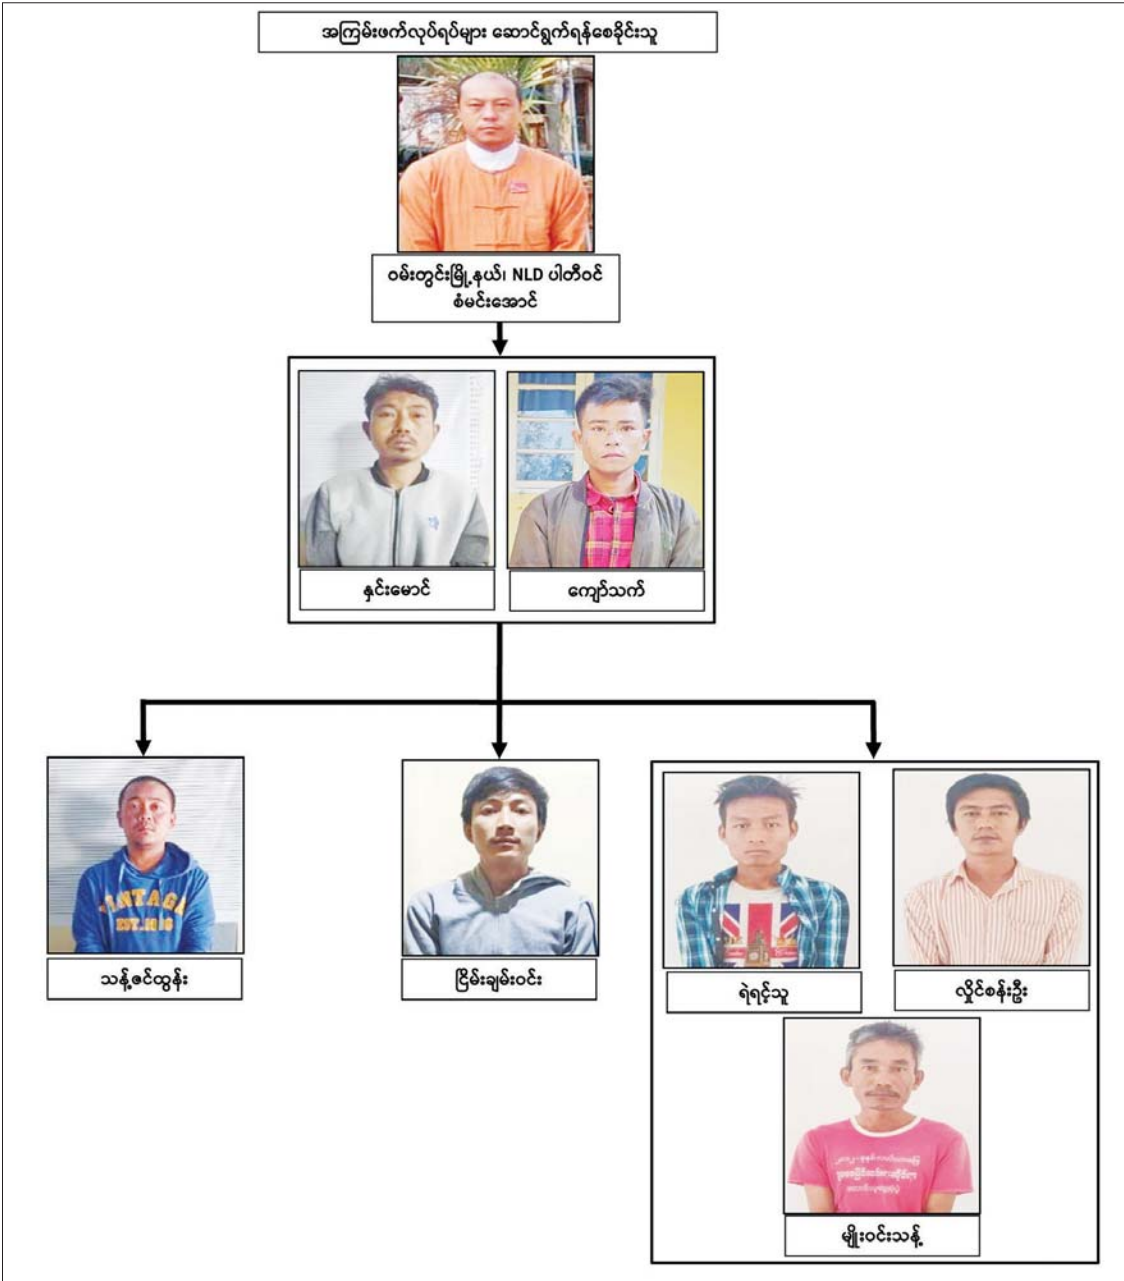 အကြမ်းဖက်လုပ်ရပ်များ ဆောင်ရွက်ရန်စေခိုင်းသူ
ဝမ်းတွင်းမြို့နယ်၊ NLD ပါတီဝင်
စံမင်းအောင်
နှင်းမောင်
ကျော်သက်
VINTAGA
EST.1996
သန့်ဇင်ထွန်း
ငြိမ်းချမ်းဝင်း
ရဲရင့်သူ
လှိုင်စန်းဦး
မျိုးဝင်းသန့်